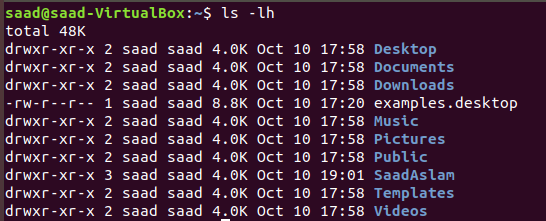 saad@saad-VirtualBox:~$ ls -lh
total 48K
drwxr-xr-x 2 saad saad 4.0K Oct 10 17:58 Desktop
drwxr-xr-x 2 saad saad 4.0K Oct 10 17:58 Documents
drwxr-xr-x 2 saad saad 4.0K Oct 10 17:58 Downloads
-rw-r--r-- 1 saad saad 8.8K Oct 10 17:20 examples.desktop
drwxr-xr-x 2 saad saad 4.0K Oct 10 17:58 Music
drwxr-xr-x 2 saad saad 4.0K Oct 10 17:58 Pictures
drwxr-xr-x 2 saad saad 4.0K Oct 10 17:58 Public
drwxr-xr-x 3 saad saad 4.0K Oct 10 19:01 SaadAslam
drwxr-xr-x 2 saad saad 4.0K Oct 10 17:58 Templates
drwxr-xr-x 2 saad saad 4.0K Oct 10 17:58 Videos